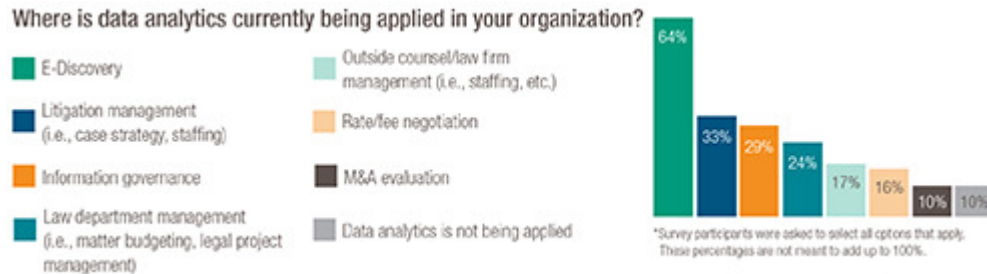 Where is data analytics currently being applied in your organization?
E-Discovery
Litigation management
(i.e., case strategy, staffing)
Information governance
Law department management
(i.e., matter budgeting, legal project
management)
Outside counsel/law firm
management (i.e., staffing, etc.)
Rate/fee negotiation
M&A evaluation
Data analytics is not being applied
64%
33%
29%
24%
17%
16%
10%
10%
*Survey participants were asked to select all options that apply.
These percentages are not meant to add up to 100%.